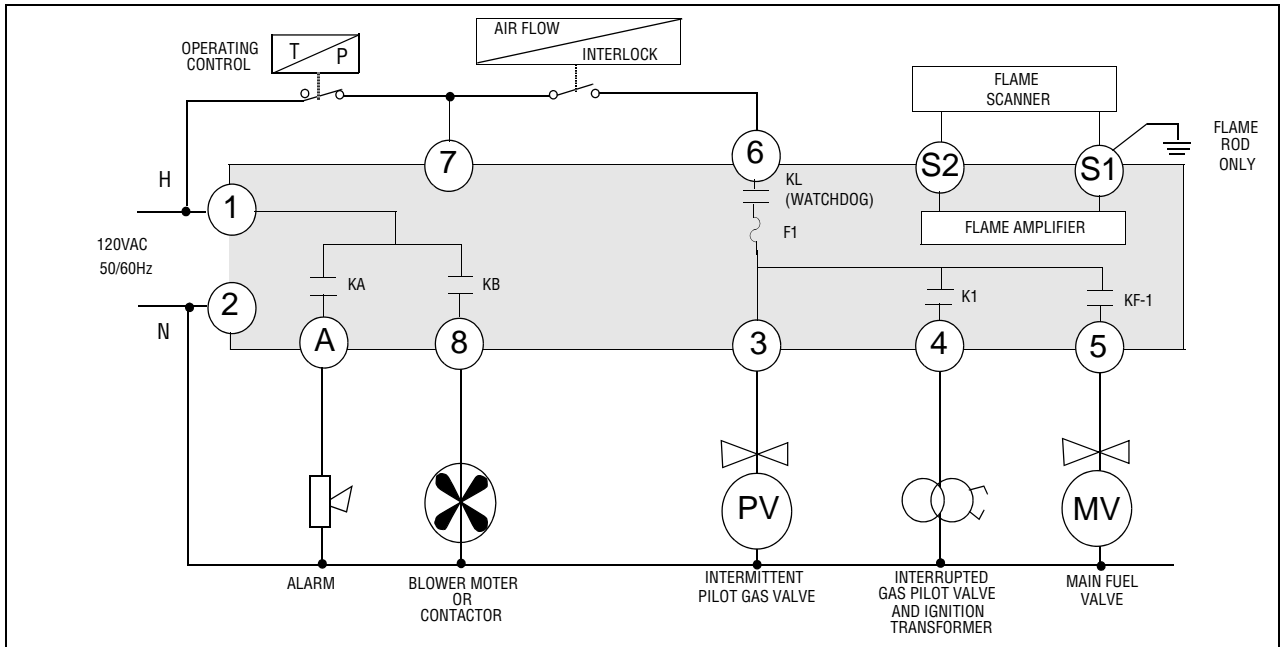 OPERATING
CONTROL
T P
AIR FLOW
INTERLOCK
FLAME
SCANNER
FLAME
ROD
ONLY
7
6
S2
S1
KL
(WATCHDOG)
F1
FLAME AMPLIFIER
H
1
120VAC
50/60Hz
2
N
KA
KB
K1
KF-1
A
8
3
4
5
PV
MV
ALARM
BLOWER MOTER
OR
CONTACTOR
INTERMITTENT
PILOT GAS VALVE
INTERRUPTED
GAS PILOT VALVE
AND IGNITION
TRANSFORMER
MAIN FUEL
VALVE